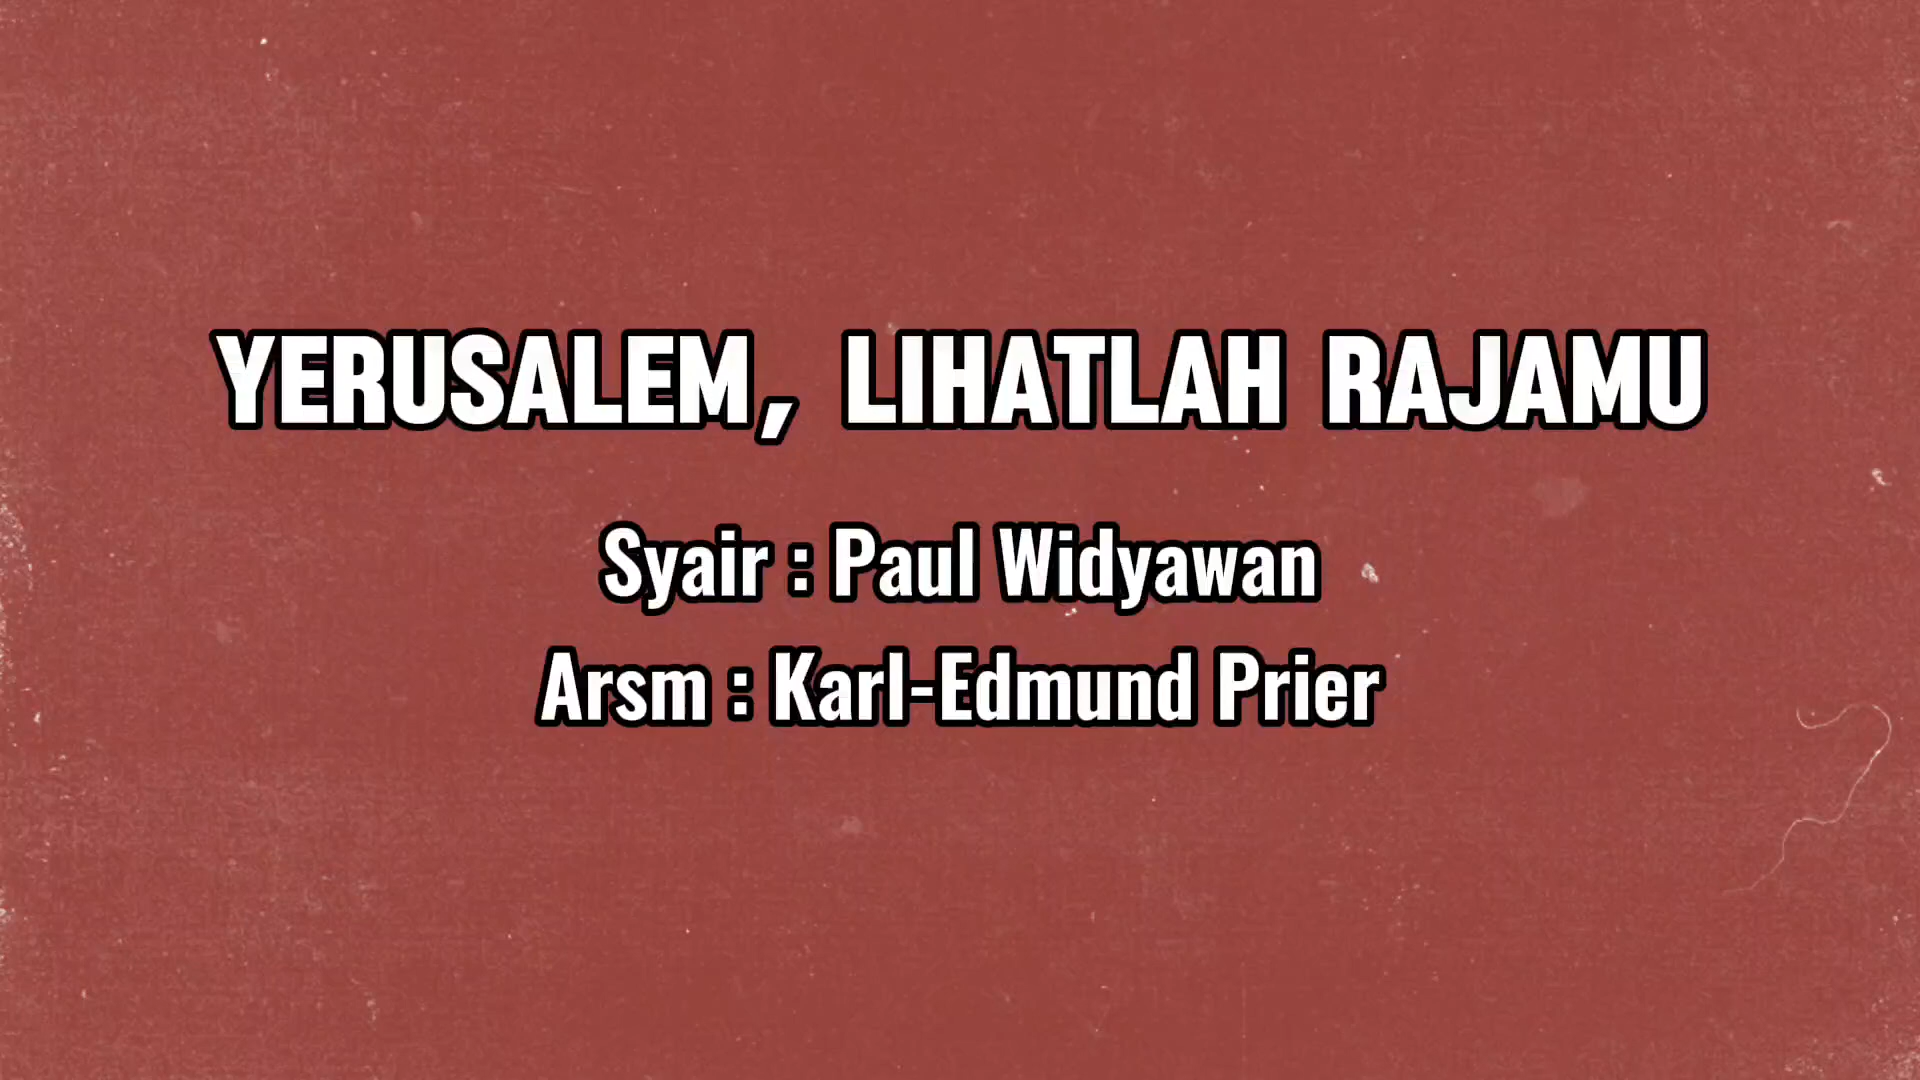 YERUSALEM, LIHATLAH RAJAMU
Syair : Paul Widyawan
Arsm : Karl-Edmund Prier